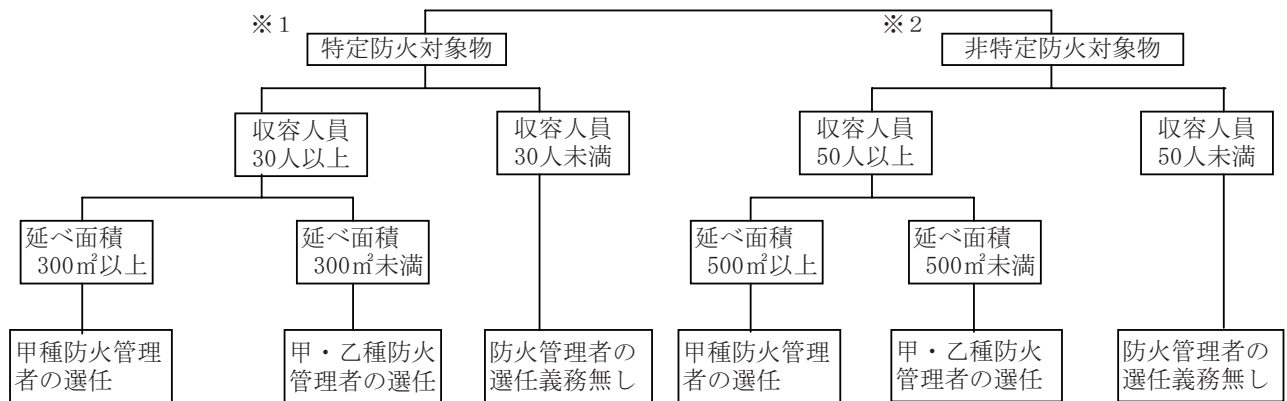 ※１
特定防火対象物
※２
非特定防火対象物
収容人員
30人以上
収容人員
30人未満
収容人員
50人以上
収容人員
50人未満
延べ面積
300㎡以上
延べ面積
300㎡未満
延べ面積
500㎡以上
延べ面積
500㎡未満
甲種防火管理
者の選任
甲・乙種防火
管理者の選任
防火管理者の
選任義務無し
甲種防火管理
者の選任
甲・乙種防火
管理者の選任
防火管理者の
選任義務無し